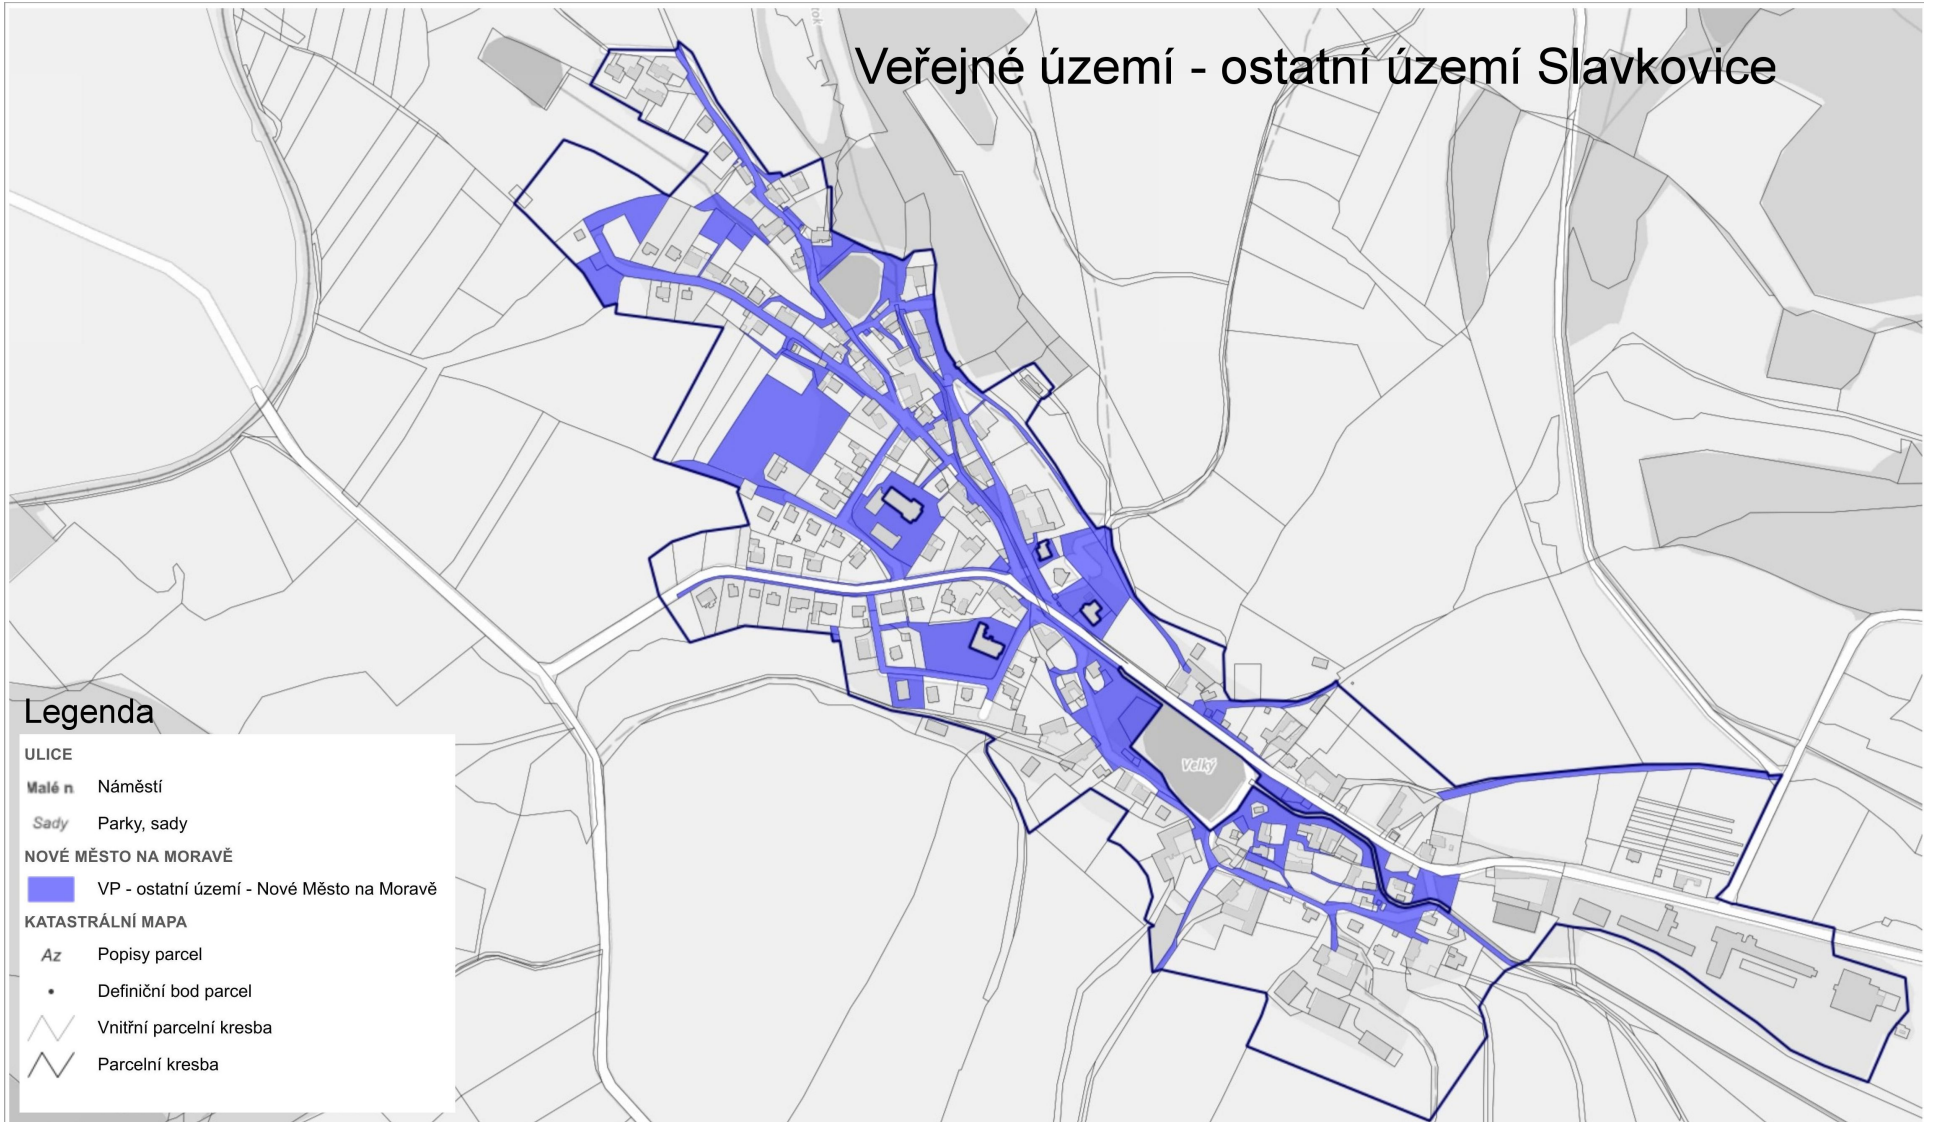 tok
Veřejné území - ostatní území Slavkovice
Velký
Legenda
ULICE
Malé n
Náměstí
Sady
Parky, sady
NOVÉ MĚSTO NA MORAVĚ
VP - ostatní území - Nové Město na Moravě
KATASTRÁLNÍ MAPA
Az
Popisy parcel
Definiční bod parcel
Vnitřní parcelní kresba
Parcelní kresba